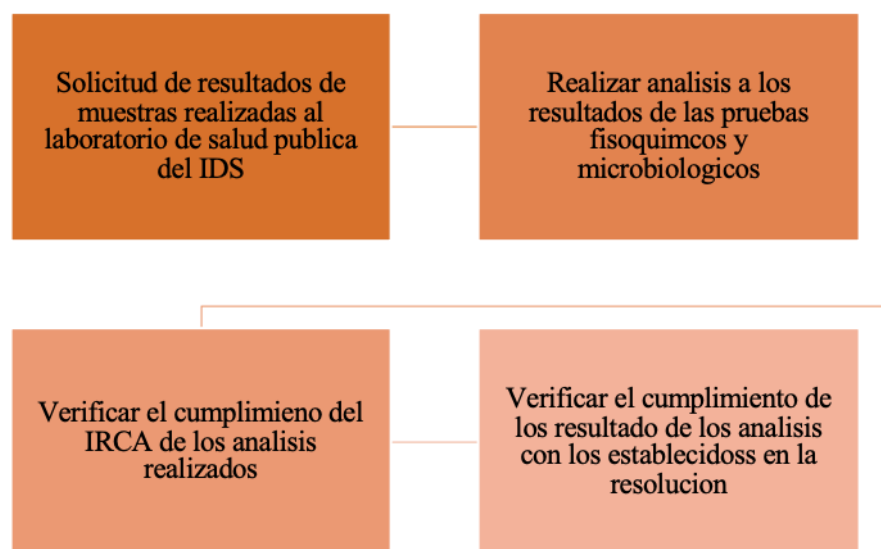 Solicitud de resultados de
muestras realizadas al
laboratorio de salud publica
del IDS
Realizar analisis a los
resultados de las pruebas
fisoquimcos y
microbiologicos
Verificar el cumplimieno del
IRCA de los analisis
realizados
Verificar el cumplimiento de
los resultado de los analisis
con los establecidoss en la
resolucion